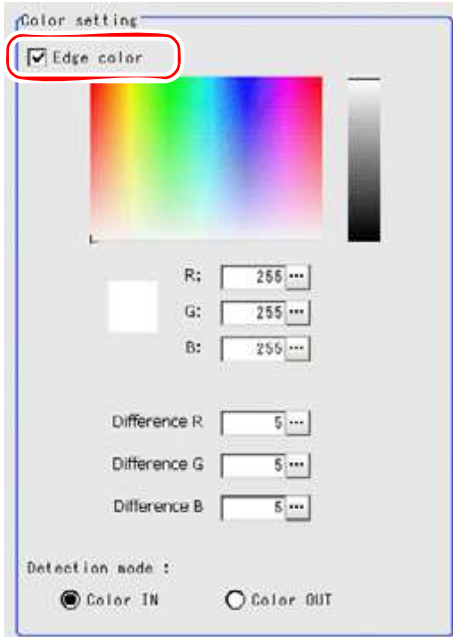 Color setting
Edge color
R: 255 ...
G: 255 ...
B: 255 ...
Difference R 5 ...
Difference G 5 ...
Difference B 5 ...
Detection mode :
Color IN Color OUT